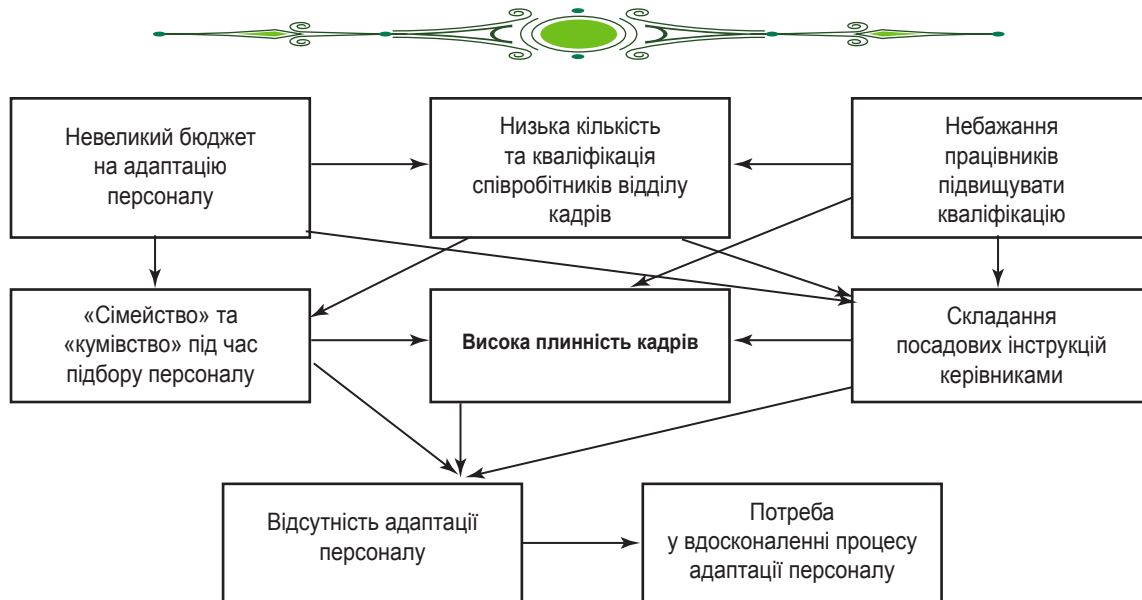 Невеликий бюджет
на адаптацію
персоналу
Низька кількість
та кваліфікація
співробітників відділу
кадрів
Небажання
працівників
підвищувати
кваліфікацію
«Сімейство» та
«кумівство» під час
підбору персоналу
Висока плинність кадрів
Складання
посадових інструкцій
керівниками
Відсутність адаптації
персоналу
Потреба
у вдосконаленні процесу
адаптації персоналу